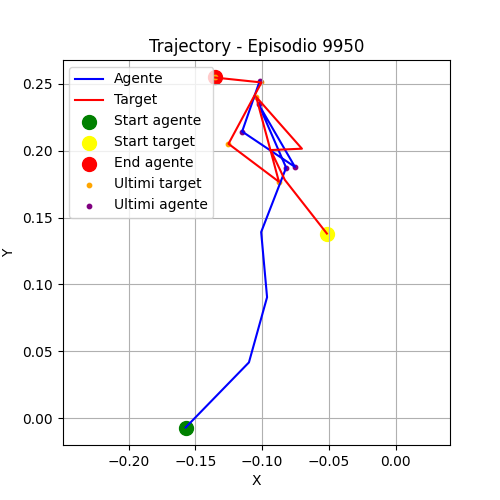 Trajectory - Episodio 9950
Agente
Target
Start agente
Start target
End agente
Ultimi target
Ultimi agente
Y
0.25
0.20
0.15
0.10
0.05
0.00
−0.20
−0.15
−0.10
−0.05
0.00
X